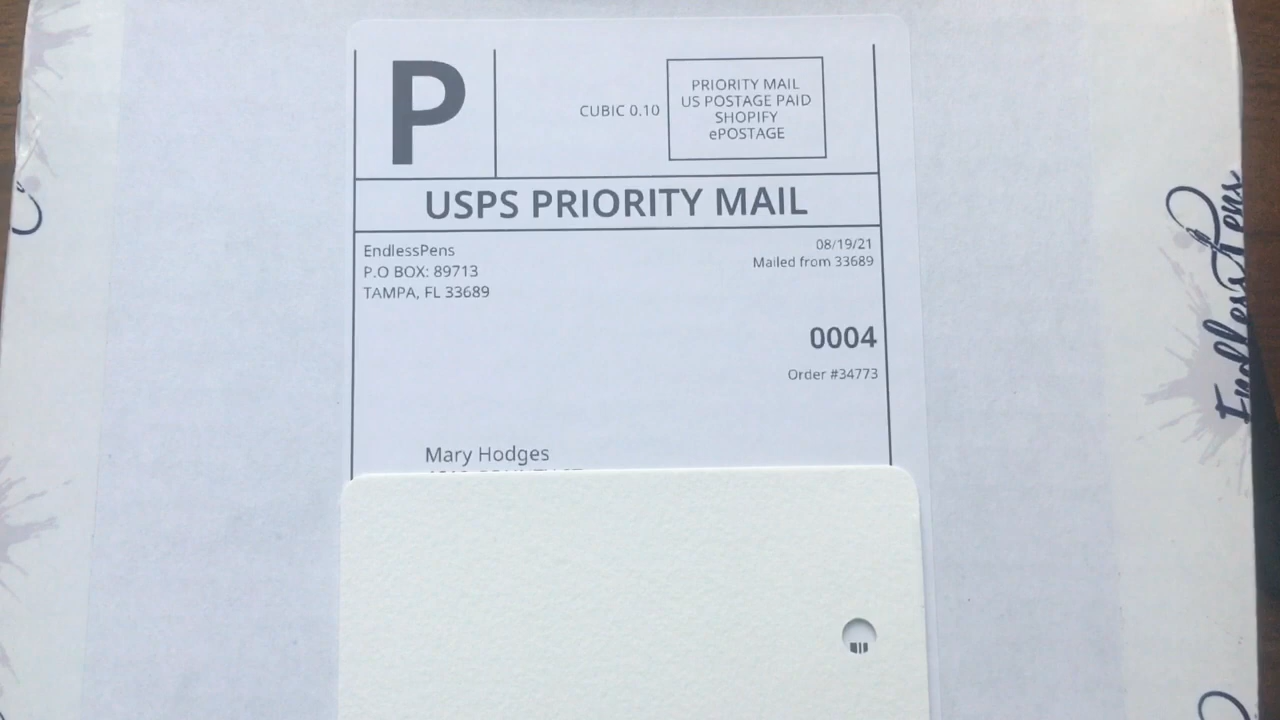 P
CUBIC 0.10
PRIORITY MAIL
US POSTAGE PAID
SHOPIFY
ePOSTAGE
USPS PRIORITY MAIL
EndlessPens
P.O BOX: 89713
TAMPA, FL 33689
08/19/21
Mailed from 33689
0004
Order #34773
Mary Hodges
EndlessPens